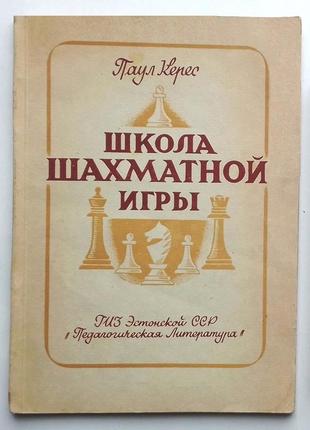 Паул Керес
ШКОЛА
ШАХМАТНОЙ
ИГРЫ
ГИЗ Эстонской ССР
"Педагогическая Литература"